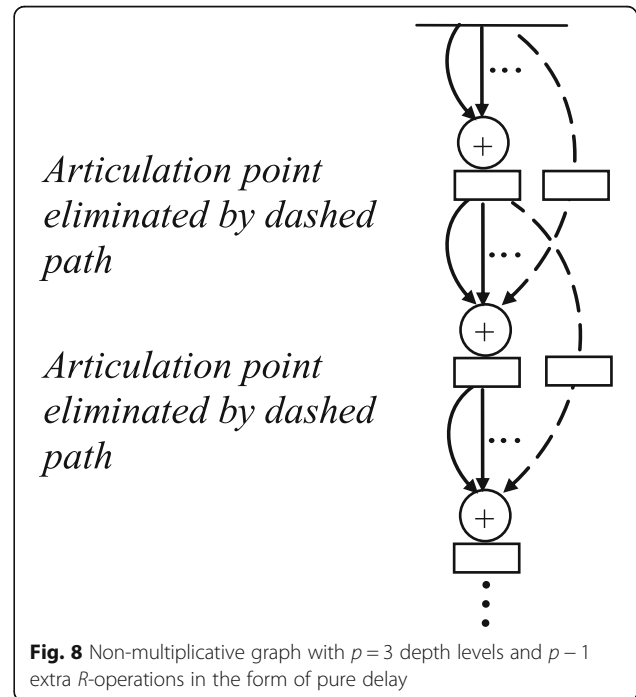 ...
+
Articulation point
eliminated by dashed
path
...
+
Articulation point
eliminated by dashed
path
...
+
Fig. 8 Non-multiplicative graph with p = 3 depth levels and p − 1
extra R-operations in the form of pure delay